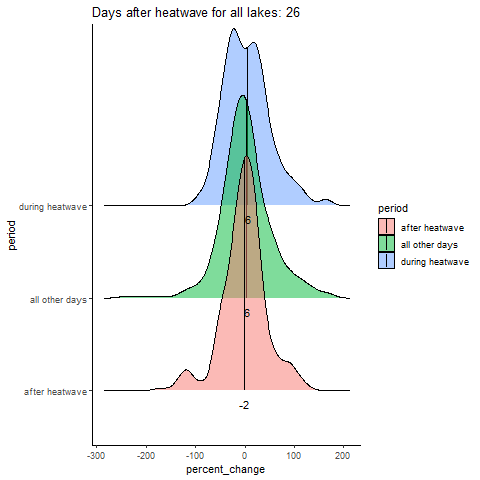 Days after heatwave for all lakes: 26
during heatwave
6
all other days
6
after heatwave
-2
period
-300 -200 -100 0 100 200
percent_change
period
after heatwave
all other days
during heatwave